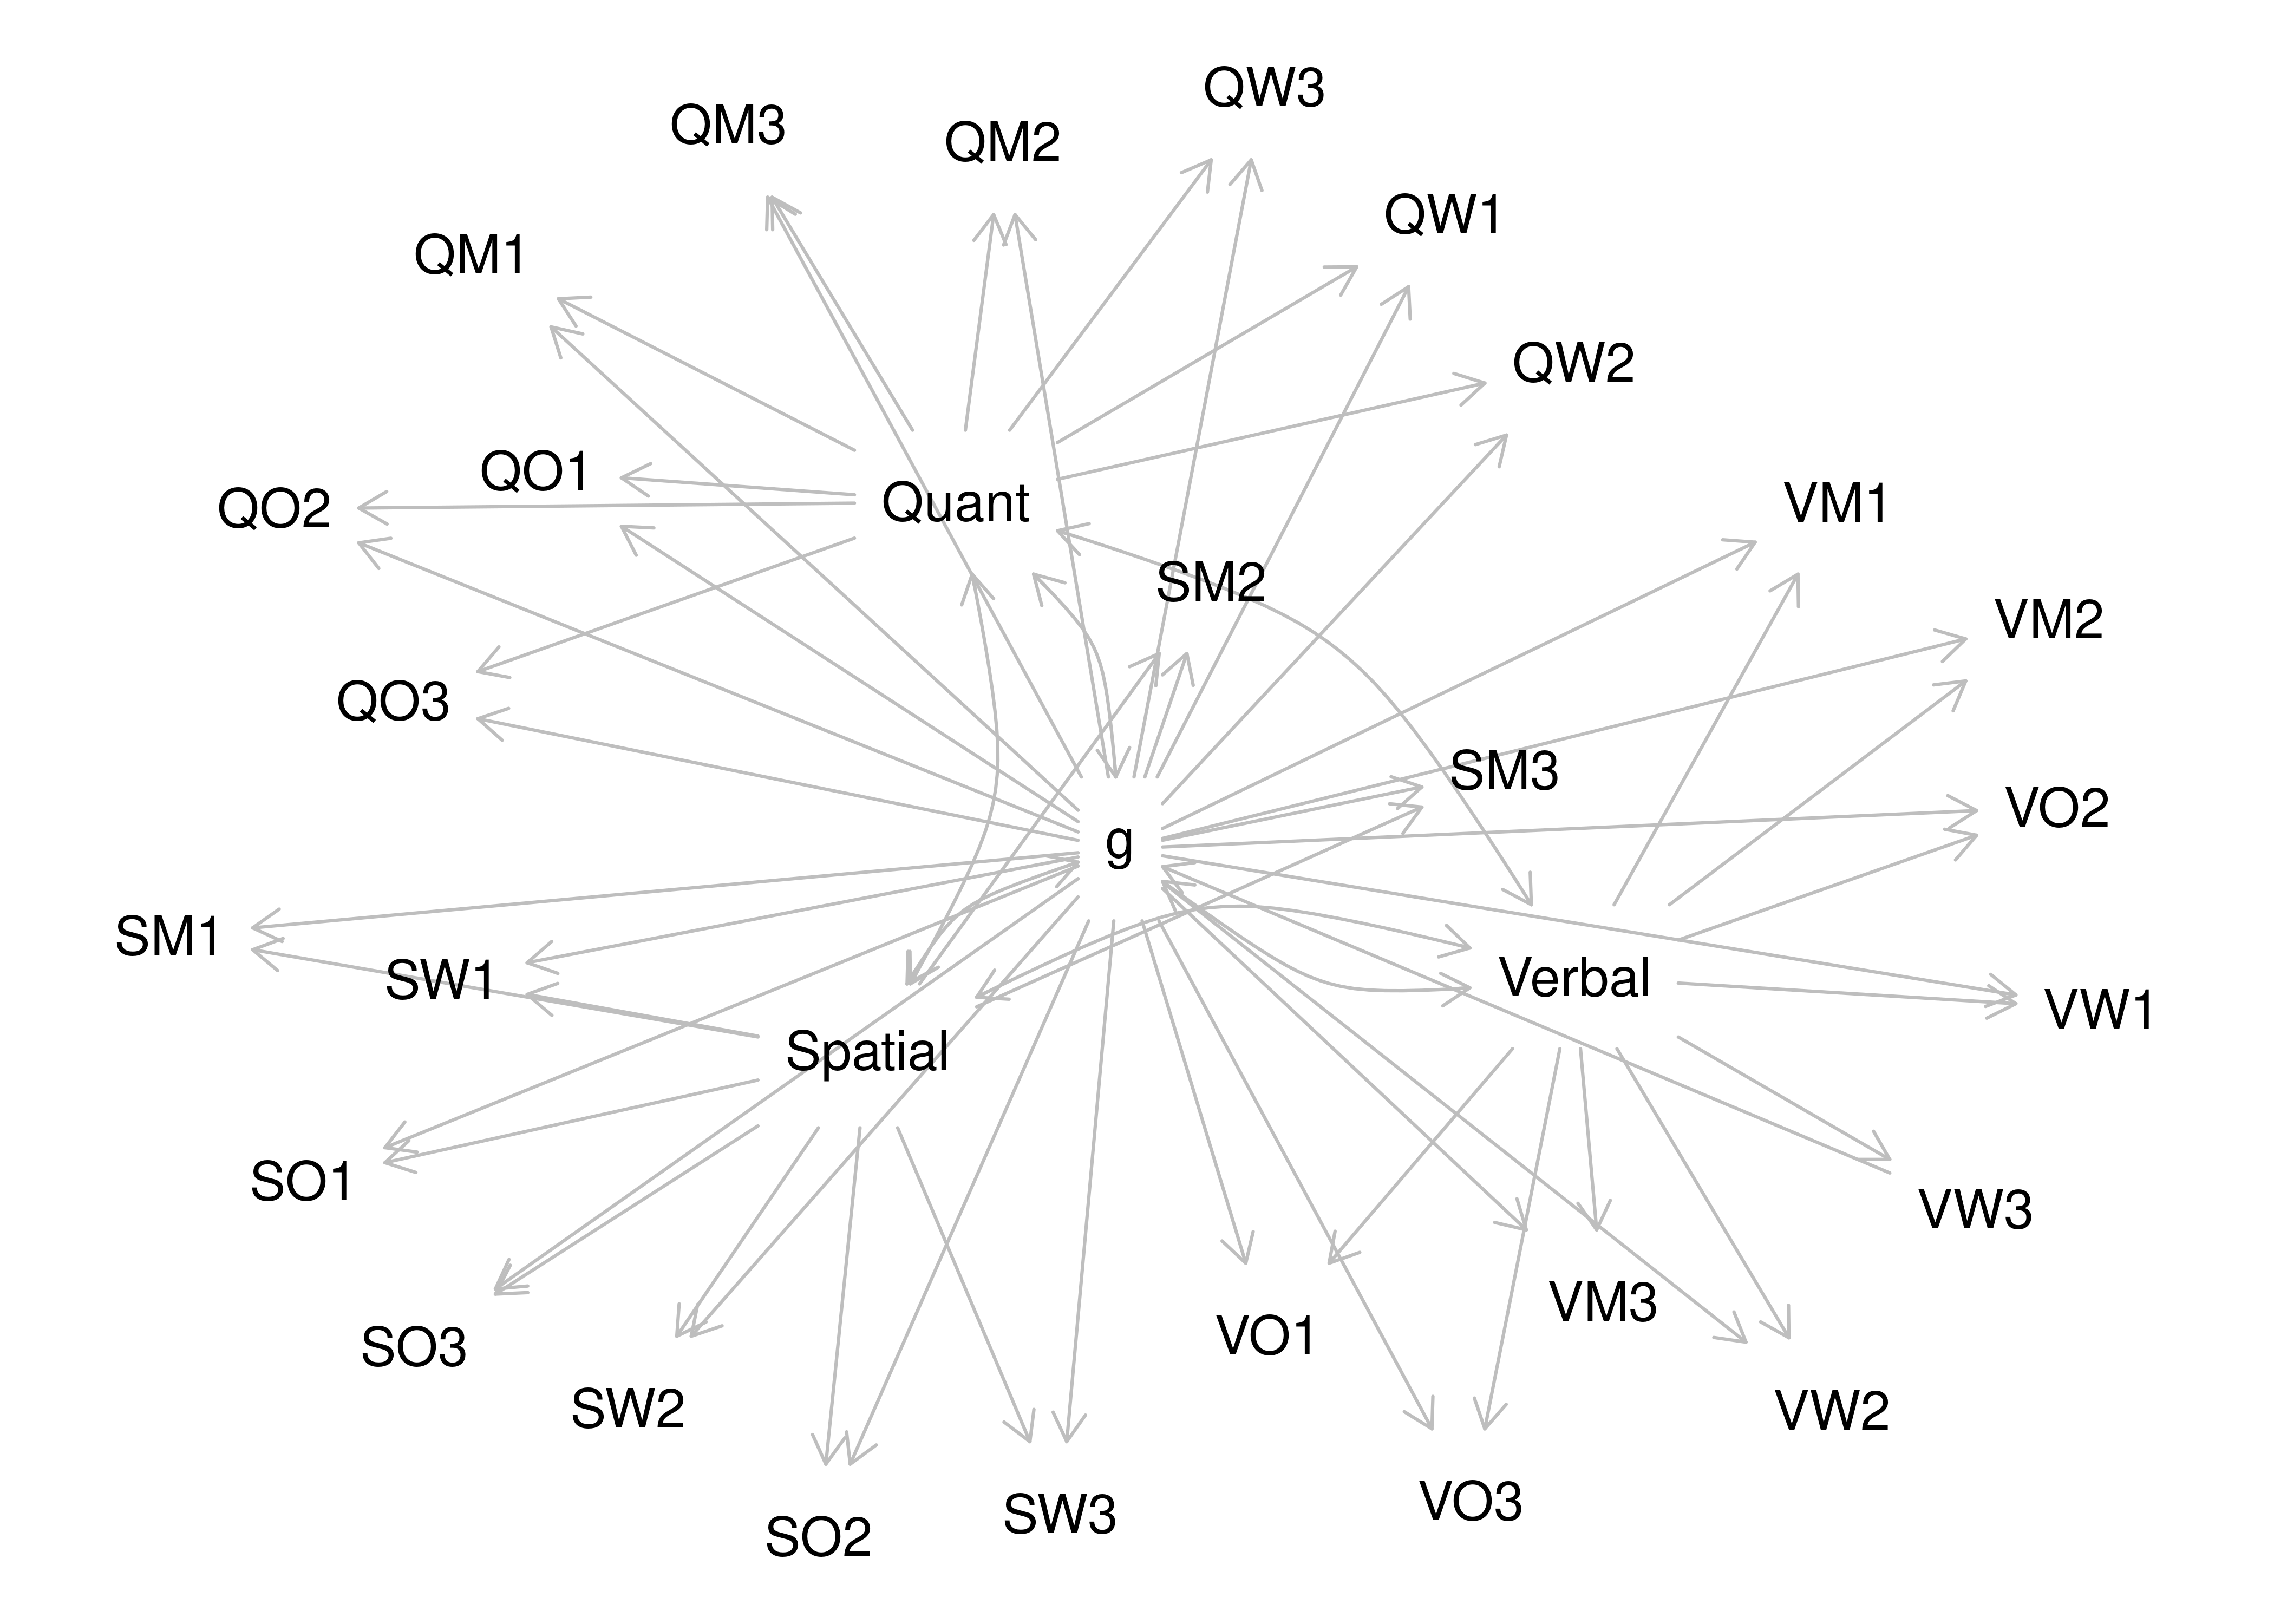 QW3
QM3
QM2
QW1
QM1
QW2
QO1
Quant
QO2
VM1
SM2
VM2
QO3
SM3
VO2
g
SM1
SW1
Verbal
VW1
Spatial
SO1
VW3
VM3
VO1
SO3
SW2
VW2
VO3
SW3
SO2